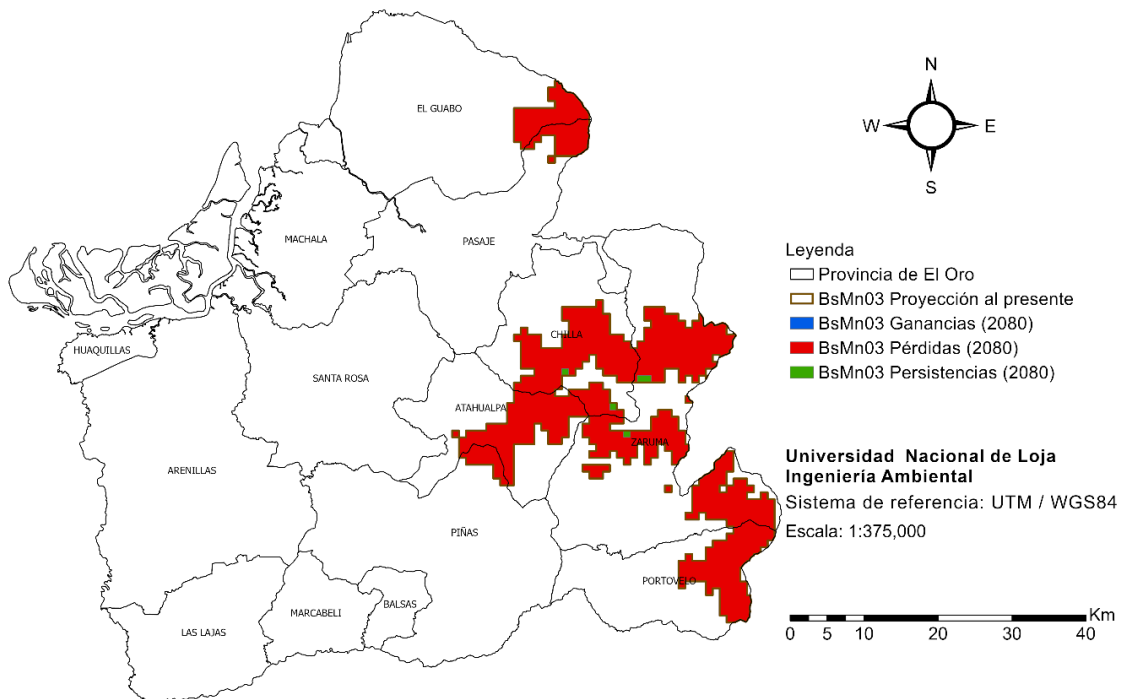 N
W
E
S
EL GUABO
MACHALA
PASAJE
HUAQUILLAS
CHILLA
SANTA ROSA
ATAHUALPA
ZARUMA
ARENILLAS
PIÑAS
PORTOVELO
BALSAS
MARCABELI
LAS LAJAS
Leyenda
Provincia de El Oro
BsMn03 Proyección al presente
BsMn03 Ganancias (2080)
BsMn03 Pérdidas (2080)
BsMn03 Persistencias (2080)
Universidad Nacional de Loja
Ingeniería Ambiental
Sistema de referencia: UTM / WGS84
Escala: 1:375,000
Km
0 5 10 20 30 40